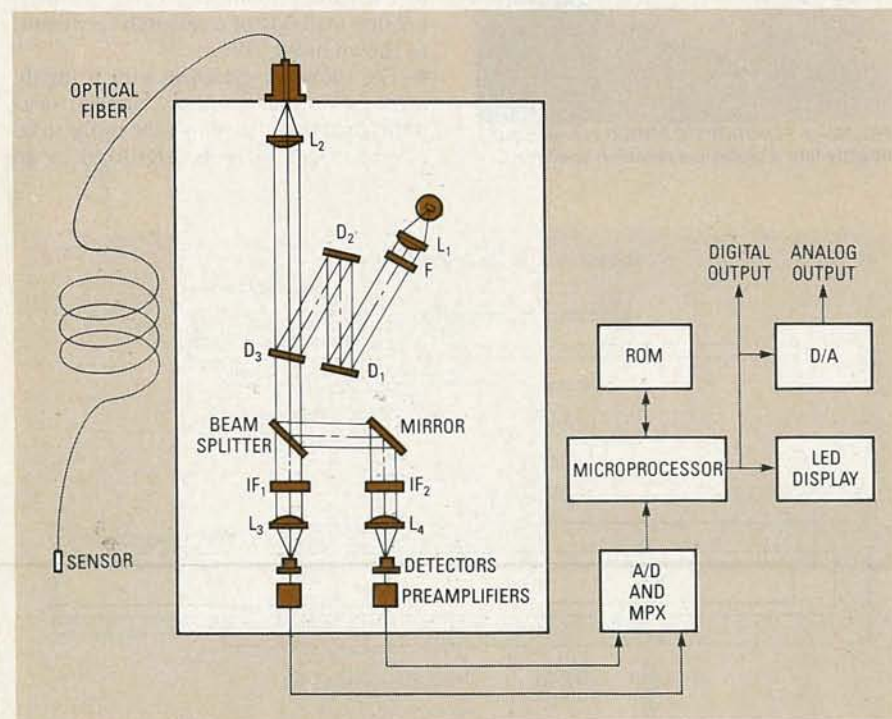 OPTICAL
FIBER
L2
D2
L1
F
D3
D1
BEAM
SPLITTER
MIRROR
IF1
IF2
L3
L4
DETECTORS
PREAMPLIFIERS
SENSOR
DIGITAL
OUTPUT
ANALOG
OUTPUT
ROM
D/A
MICROPROCESSOR
LED
DISPLAY
A/D
AND
MPX